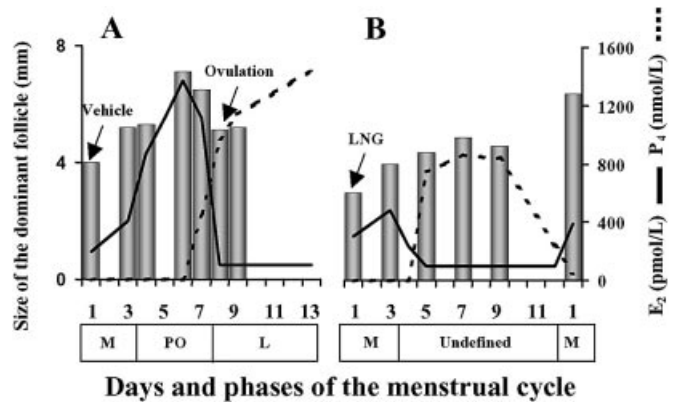 A
B
8
1600
Ovulation
Vehicle
1200
LNG
4
800
400
0
0
Size of the dominant follicle (mm)
E₂ (pmol/L) P₄ (nmol/L)
1 3 5 7 9 11 13
1 3 5 7 9 11 1
M PO L
M Undefined M
Days and phases of the menstrual cycle